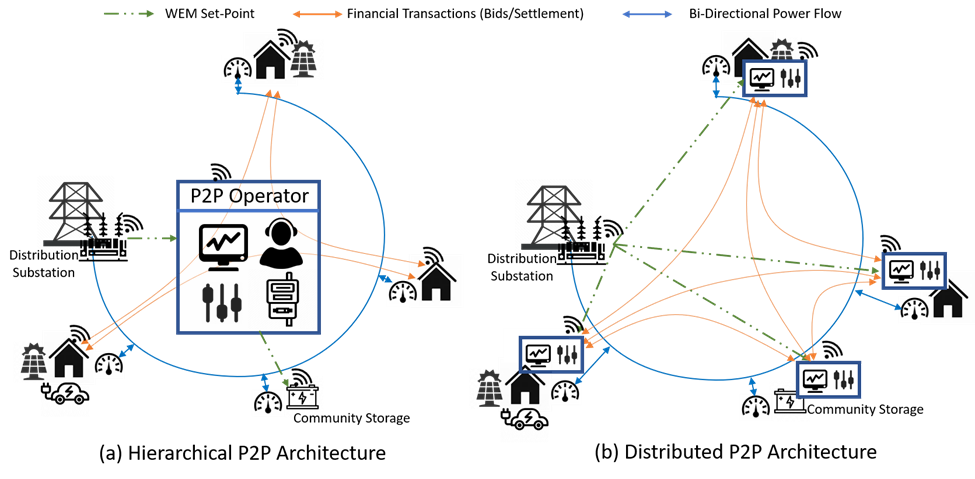 WEM Set-Point
Financial Transactions (Bids/Settlement)
Bi-Directional Power Flow
P2P Operator
Distribution
Substation
Community Storage
(a) Hierarchical P2P Architecture
Distribution
Substation
Community Storage
(b) Distributed P2P Architecture